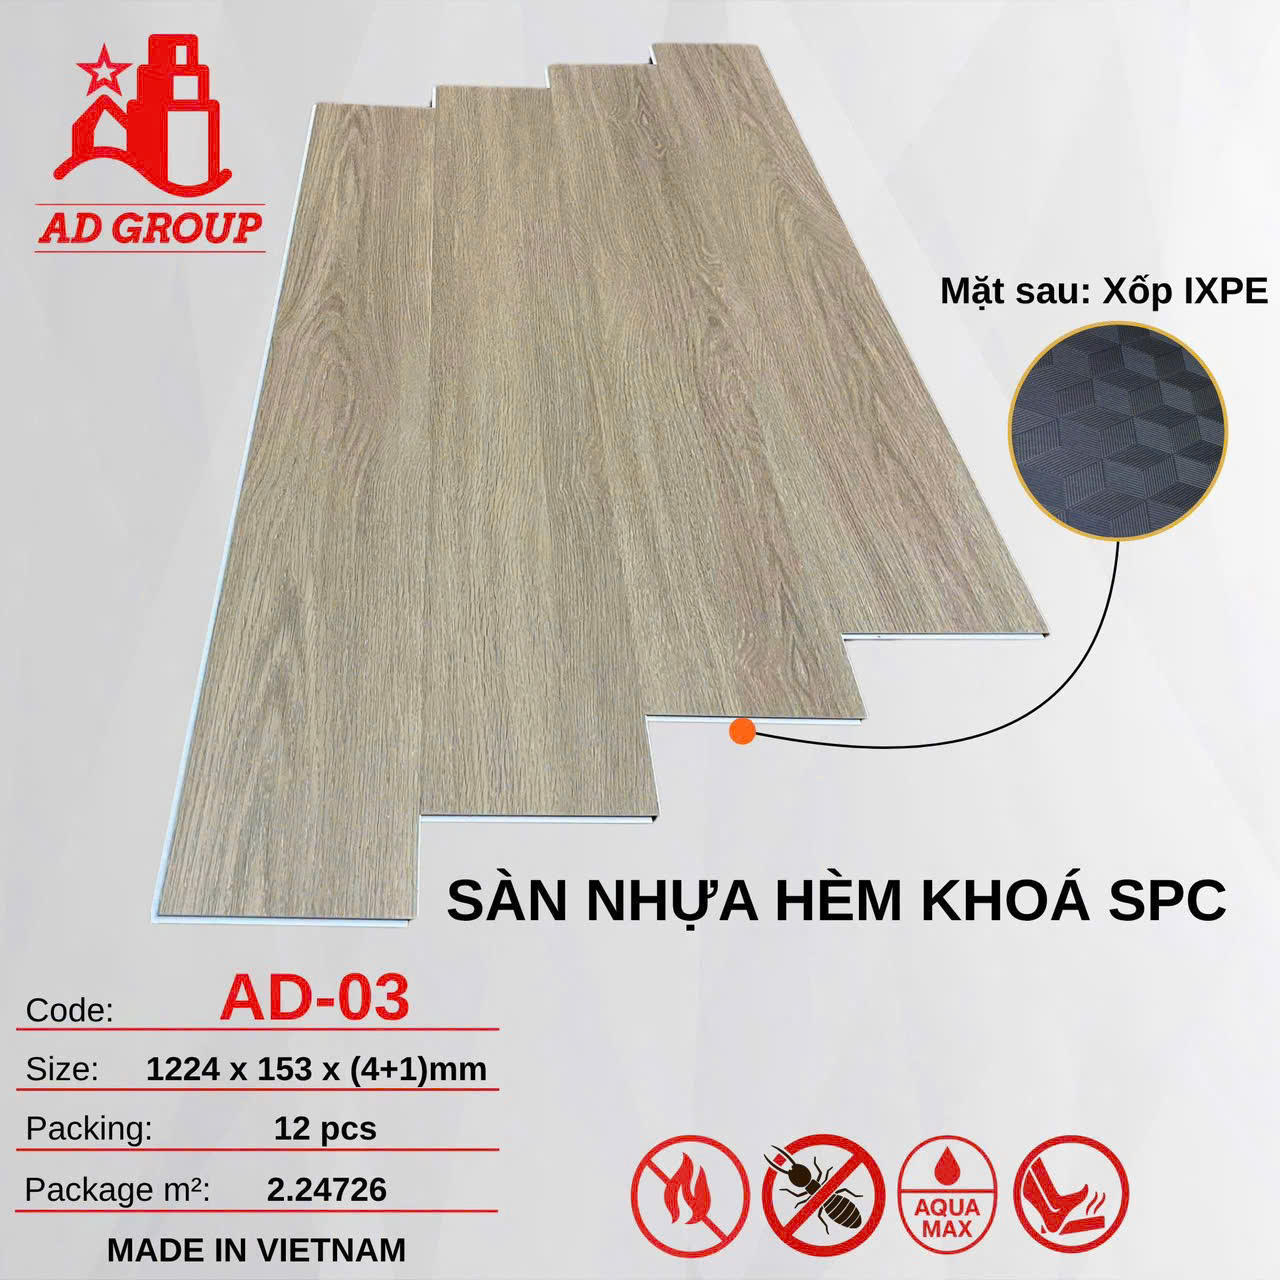 AD GROUP
Mặt sau: Xốp IXPE
SÀN NHỰA HÈM KHOÁ SPC
Code: AD-03
Size: 1224 x 153 x (4+1)mm
Packing: 12 pcs
Package m²: 2.24726
MADE IN VIETNAM
AQUA
MAX